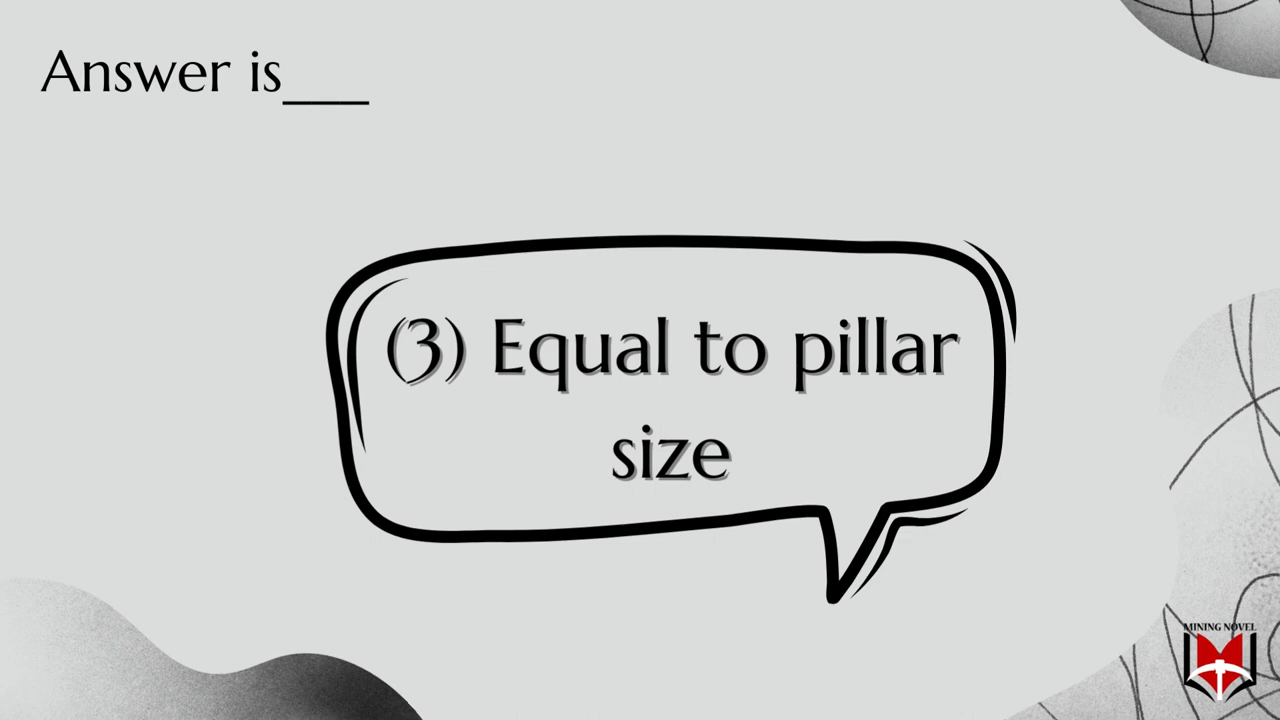 Answer is___
(3) Equal to pillar
size
MINING NOVEL